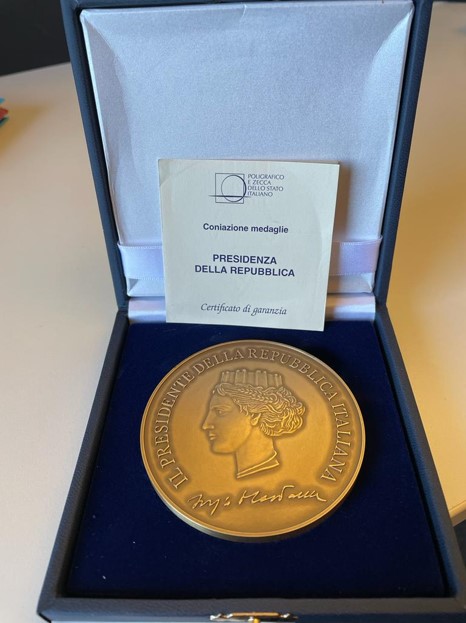 POLIGRAFICO
E ZECCA
DELLO STATO
ITALIANO
Coniazione medaglie
PRESIDENZA
DELLA REPUBBLICA
Certificato di garanzia
IL PRESIDENTE DELLA REPUBBLICA ITALIANA